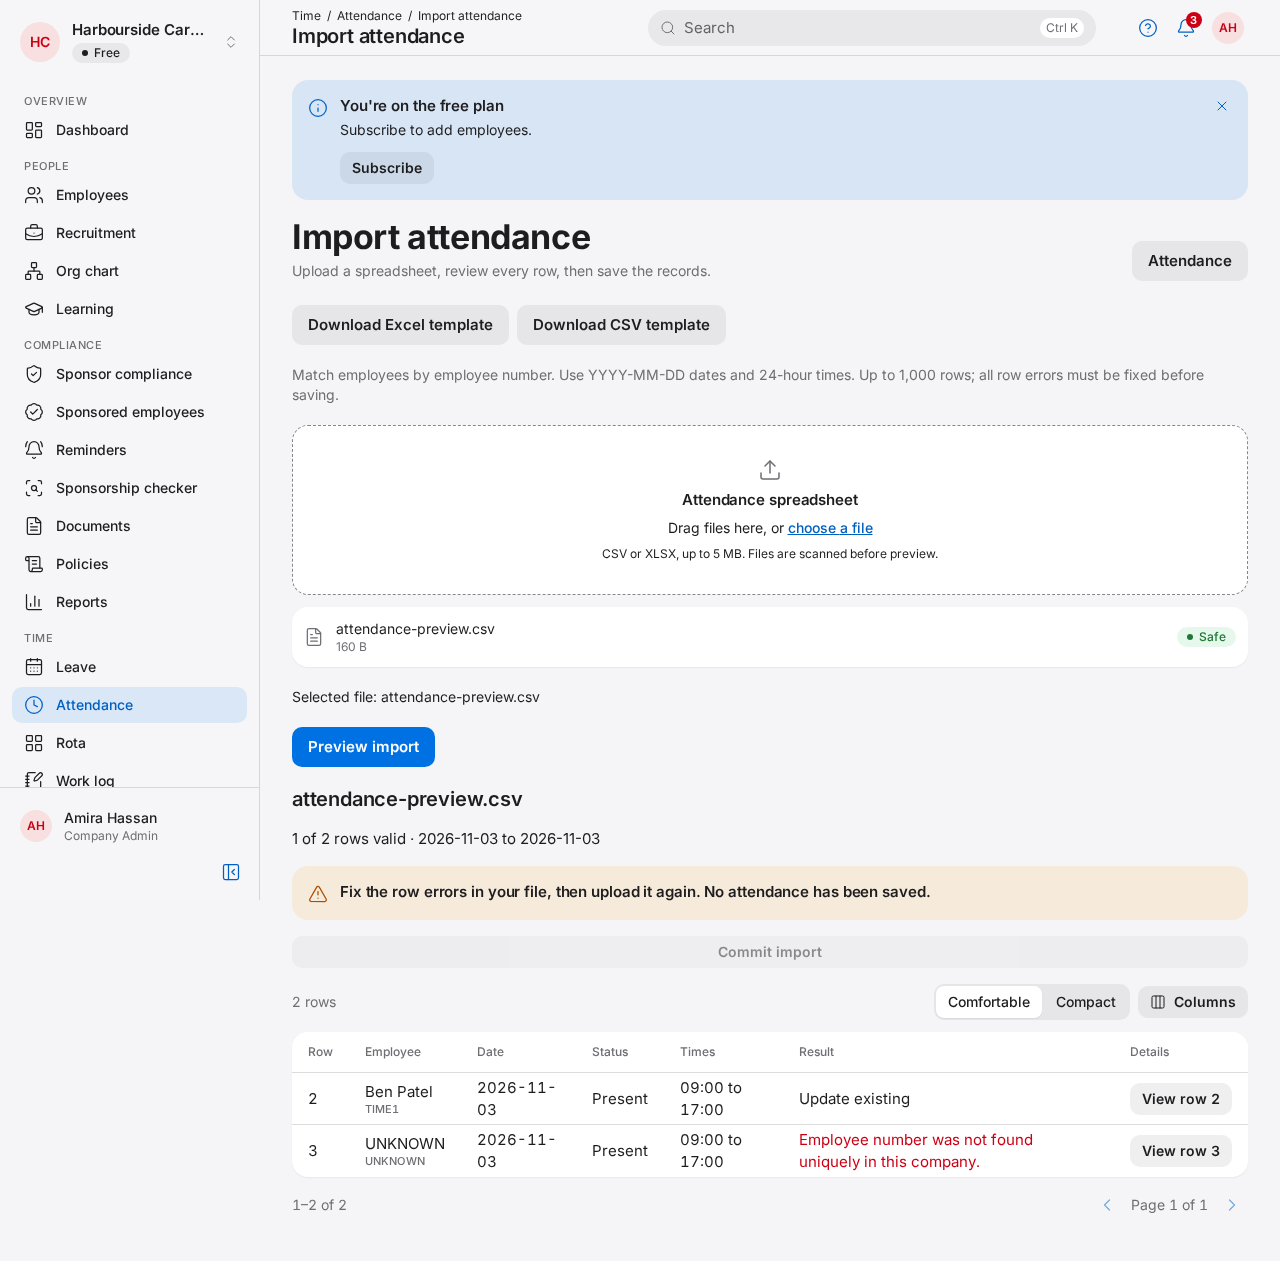 HC
Harbourside Car...
Free
OVERVIEW
Dashboard
PEOPLE
Employees
Recruitment
Org chart
Learning
COMPLIANCE
Sponsor compliance
Sponsored employees
Reminders
Sponsorship checker
Documents
Policies
Reports
TIME
Leave
Attendance
Rota
Work log
AH
Amira Hassan
Company Admin
Time / Attendance / Import attendance
Import attendance
Search
Ctrl K
3
AH
You're on the free plan
Subscribe to add employees.
Subscribe
Import attendance
Upload a spreadsheet, review every row, then save the records.
Attendance
Download Excel template
Download CSV template
Match employees by employee number. Use YYYY-MM-DD dates and 24-hour times. Up to 1,000 rows; all row errors must be fixed before
saving.
Attendance spreadsheet
Drag files here, or choose a file
CSV or XLSX, up to 5 MB. Files are scanned before preview.
attendance-preview.csv
160 B
Safe
Selected file: attendance-preview.csv
Preview import
attendance-preview.csv
1 of 2 rows valid · 2026-11-03 to 2026-11-03
Fix the row errors in your file, then upload it again. No attendance has been saved.
Commit import
2 rows
Comfortable
Compact
Columns
Row Employee Date Status Times Result Details
2 Ben Patel 2026-11- Present 09:00 to Update existing View row 2
TIME1 03 17:00
3 UNKNOWN 2026-11- Present 09:00 to Employee number was not found View row 3
UNKNOWN 03 17:00 uniquely in this company.
1–2 of 2
Page 1 of 1